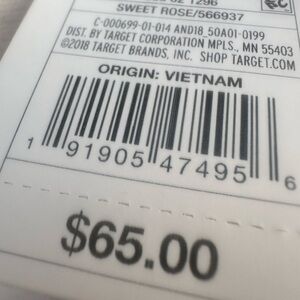 1296
SWEET ROSE/566937
C-000699-01-014 AND18_50A01-0199
DIST. BY TARGET CORPORATION MPLS., MN 55403
©2018 TARGET BRANDS, INC. SHOP TARGET.COM
ORIGIN: VIETNAM
1 91905 47495 6
$65.00